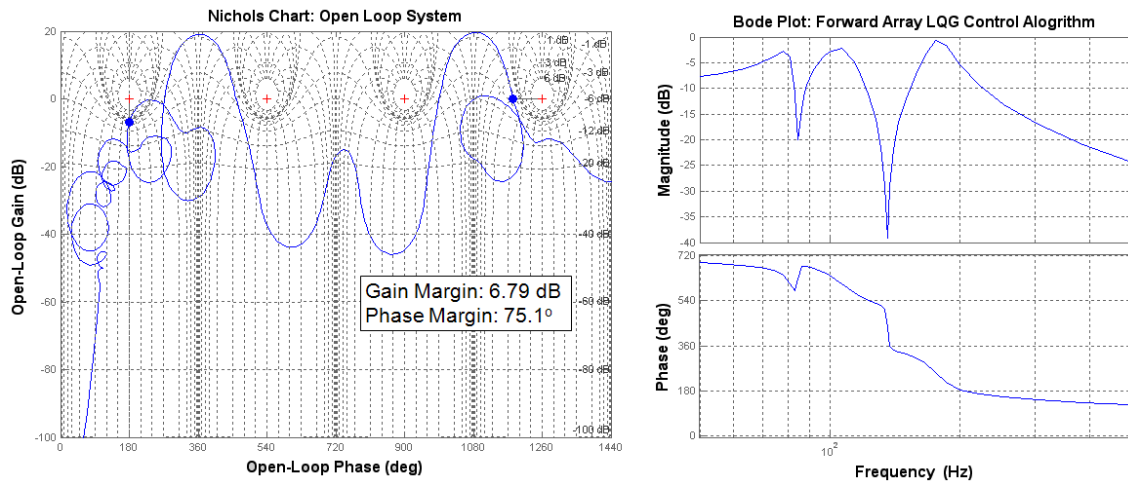 Nichols Chart: Open Loop System
Open-Loop Gain (dB)
20
0
-20
-40
-60
-80
-100
-1 dB
-1 dB
3 dB
-3 dB
6 dB
-6 dB
-12 dB
-20 dB
-40 dB
-60 dB
-80 dB
-100 dB
Gain Margin: 6.79 dB
Phase Margin: 75.1º
0
180
360
540
720
900
1080
1260
1440
Open-Loop Phase (deg)
Bode Plot: Forward Array LQG Control Alogrithm
Magnitude (dB)
0
-5
-10
-15
-20
-25
-30
-35
-40
Phase (deg)
720
540
360
180
0
10²
Frequency (Hz)